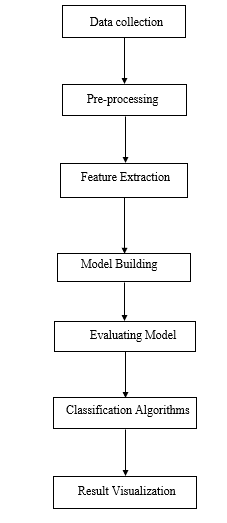 Data collection
Pre-processing
Feature Extraction
Model Building
Evaluating Model
Classification Algorithms
Result Visualization